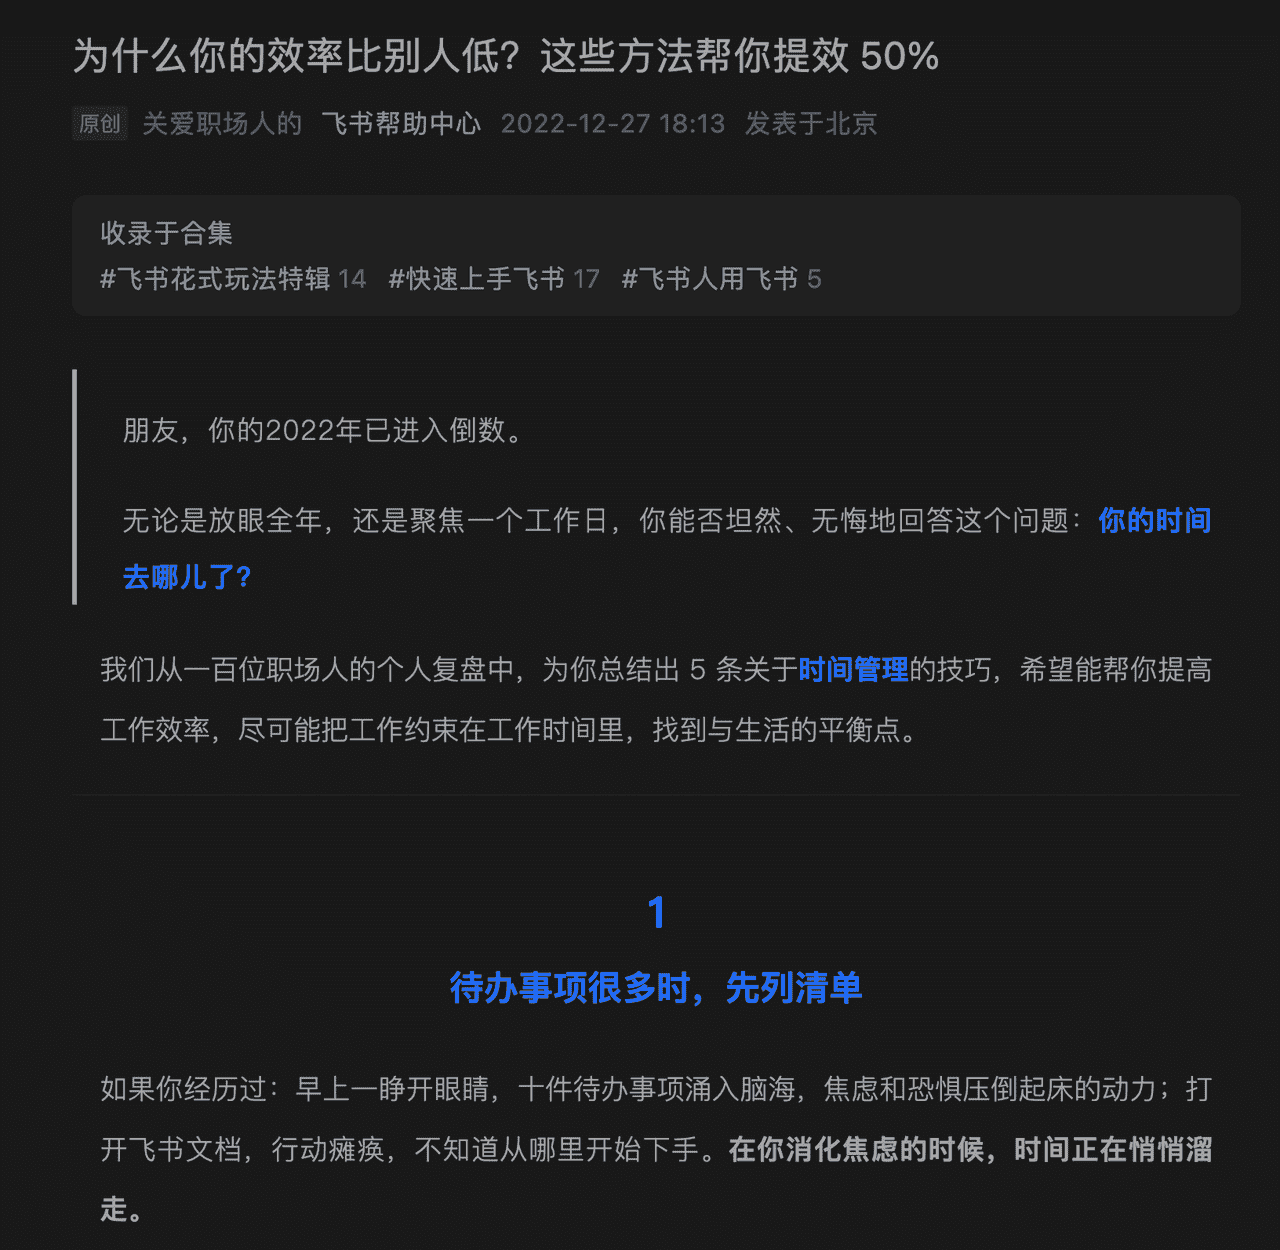 为什么你的效率比别人低？这些方法帮你提效 50%
原创 关爱职场人的 飞书帮助中心 2022-12-27 18:13 发表于北京
收录于合集
#飞书花式玩法特辑 14 #快速上手飞书 17 #飞书人用飞书 5
朋友，你的2022年已进入倒数。
无论是放眼全年，还是聚焦一个工作日，你能否坦然、无悔地回答这个问题：你的时间
去哪儿了?
我们从一百位职场人的个人复盘中，为你总结出 5 条关于时间管理的技巧，希望能帮你提高
工作效率，尽可能把工作约束在工作时间里，找到与生活的平衡点。
1
待办事项很多时，先列清单
如果你经历过：早上一睁开眼睛，十件待办事项涌入脑海，焦虑和恐惧压倒起床的动力；打
开飞书文档，行动瘫痪，不知道从哪里开始下手。在你消化焦虑的时候，时间正在悄悄溜
走。